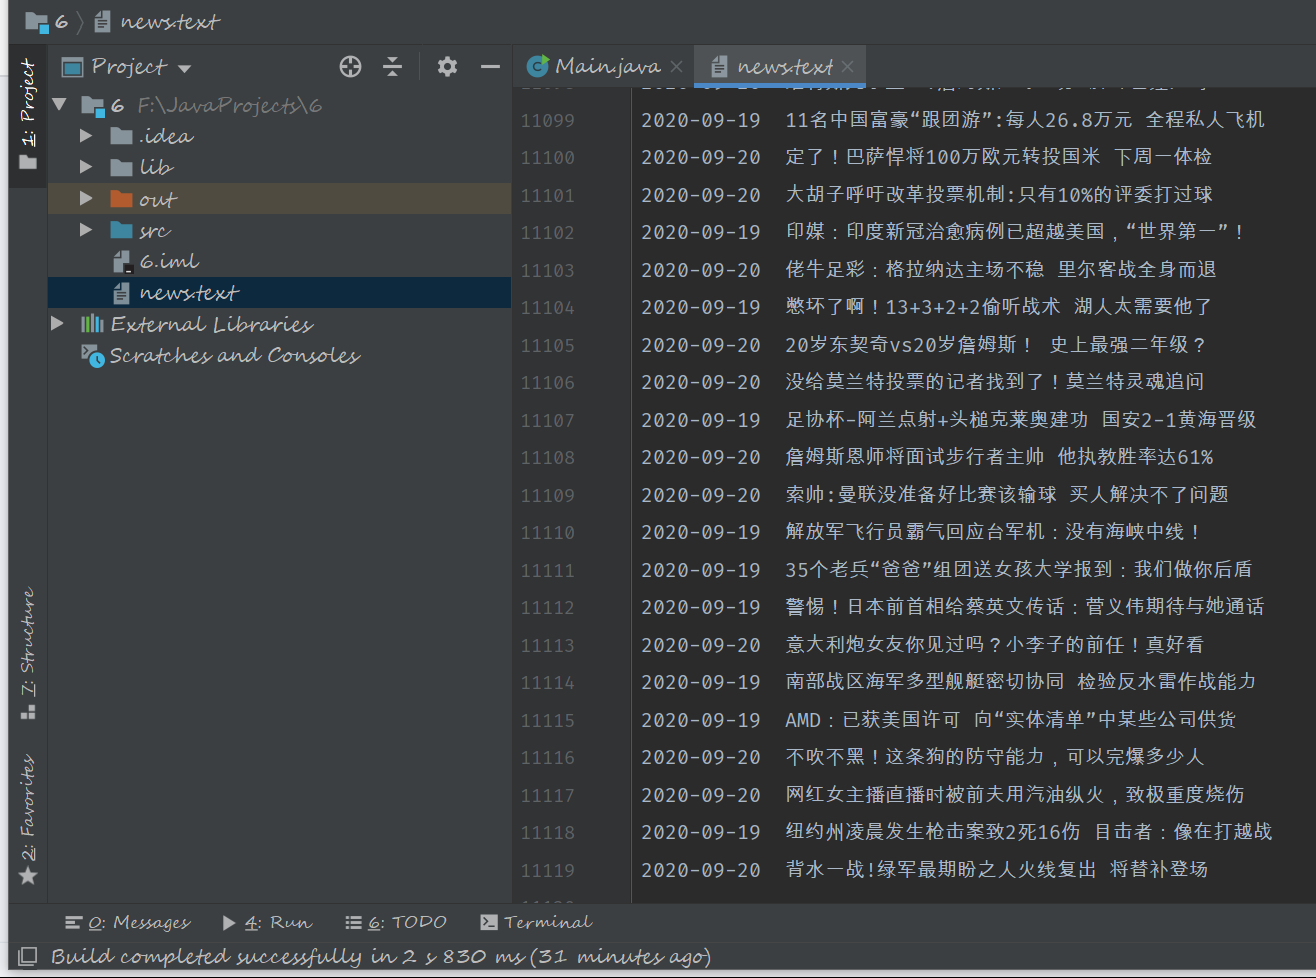 6 news.text
1: Project
7: Structure
2: Favorites
Project
6 F:\JavaProjects\6
.idea
lib
out
src
6.iml
news.text
External Libraries
Scratches and Consoles
Main.java
news.text
11099 2020-09-19 11名中国富豪“跟团游”:每人26.8万元 全程私人飞机
11100 2020-09-20 定了！巴萨悍将100万欧元转投国米 下周一体检
11101 2020-09-20 大胡子呼吁改革投票机制:只有10%的评委打过球
11102 2020-09-19 印媒：印度新冠治愈病例已超越美国，“世界第一”！
11103 2020-09-20 佬牛足彩：格拉纳达主场不稳 里尔客战全身而退
11104 2020-09-19 憋坏了啊！13+3+2+2偷听战术 湖人太需要他了
11105 2020-09-20 20岁东契奇vs20岁詹姆斯！ 史上最强二年级？
11106 2020-09-20 没给莫兰特投票的记者找到了！莫兰特灵魂追问
11107 2020-09-20 足协杯-阿兰点射+头槌克莱奥建功 国安2-1黄海晋级
11108 2020-09-20 詹姆斯恩师将面试步行者主帅 他执教胜率达61%
11109 2020-09-20 索帅:曼联没准备好比赛该输球 买人解决不了问题
11110 2020-09-19 解放军飞行员霸气回应台军机：没有海峡中线！
11111 2020-09-19 35个老兵“爸爸”组团送女孩大学报到：我们做你后盾
11112 2020-09-19 警惕！日本前首相给蔡英文传话：菅义伟期待与她通话
11113 2020-09-20 意大利炮女友你见过吗？小李子的前任！真好看
11114 2020-09-19 南部战区海军多型舰艇密切协同 检验反水雷作战能力
11115 2020-09-19 AMD：已获美国许可 向“实体清单”中某些公司供货
11116 2020-09-20 不吹不黑！这条狗的防守能力，可以完爆多少人
11117 2020-09-20 网红女主播直播时被前夫用汽油纵火，致极重度烧伤
11118 2020-09-19 纽约州凌晨发生枪击案致2死16伤 目击者：像在打越战
11119 2020-09-20 背水一战!绿军最期盼之人火线复出 将替补登场
0: Messages 4: Run 6: TODO Terminal
Build completed successfully in 2 s 830 ms (31 minutes ago)